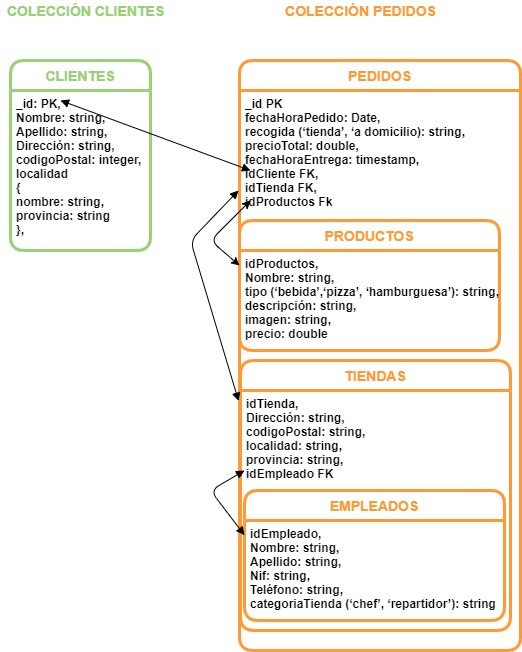 COLECCIÓN CLIENTES
COLECCIÓN PEDIDOS
CLIENTES
_id: PK,
Nombre: string,
Apellido: string,
Dirección: string,
codigoPostal: integer,
localidad
{
nombre: string,
provincia: string
},
PEDIDOS
_id PK
fechaHoraPedido: Date,
recogida (‘tienda’, ‘a domicilio): string,
precioTotal: double,
fechaHoraEntrega: timestamp,
idCliente FK,
idTienda FK,
idProductos Fk
PRODUCTOS
idProductos,
Nombre: string,
tipo (‘bebida’,‘pizza’, ‘hamburguesa’): string,
descripción: string,
imagen: string,
precio: double
TIENDAS
idTienda,
Dirección: string,
codigoPostal: string,
localidad: string,
provincia: string,
idEmpleado FK
EMPLEADOS
idEmpleado,
Nombre: string,
Apellido: string,
Nif: string,
Teléfono: string,
categoriaTienda (‘chef’, ‘repartidor’): string